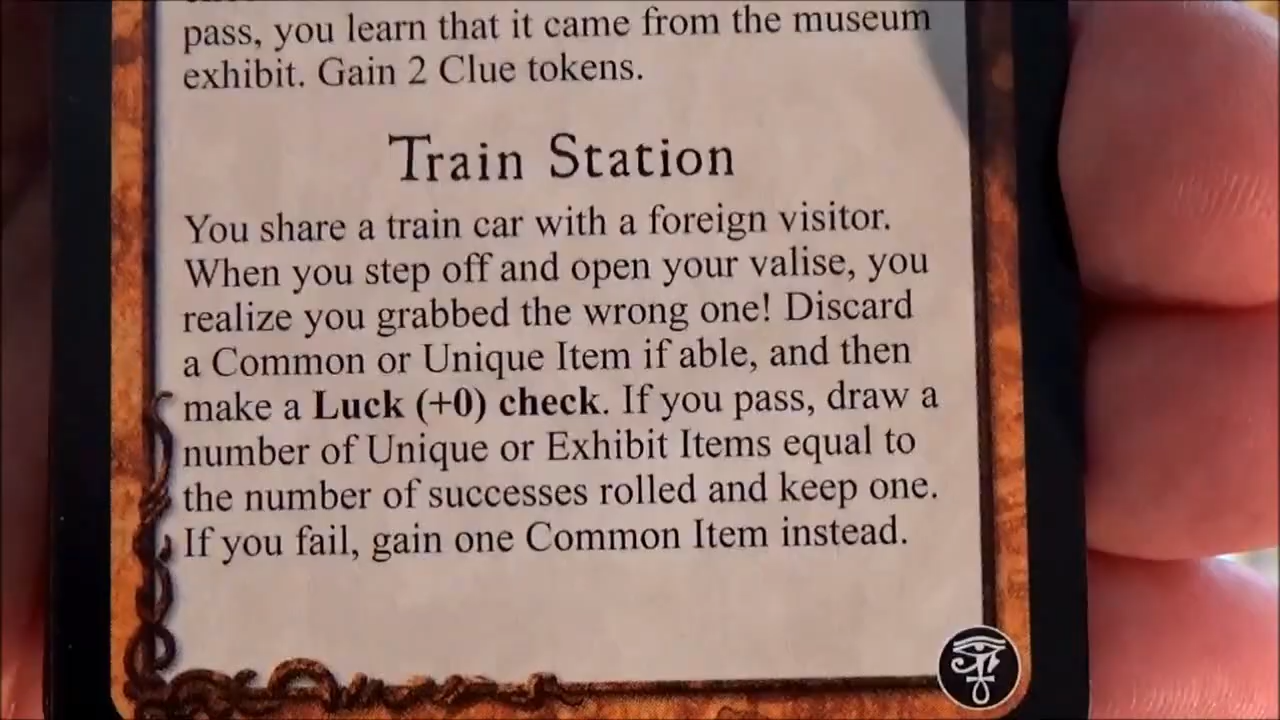 pass, you learn that it came from the museum
exhibit. Gain 2 Clue tokens.
Train Station
You share a train car with a foreign visitor.
When you step off and open your valise, you
realize you grabbed the wrong one! Discard
a Common or Unique Item if able, and then
make a Luck (+0) check. If you pass, draw a
number of Unique or Exhibit Items equal to
the number of successes rolled and keep one.
If you fail, gain one Common Item instead.